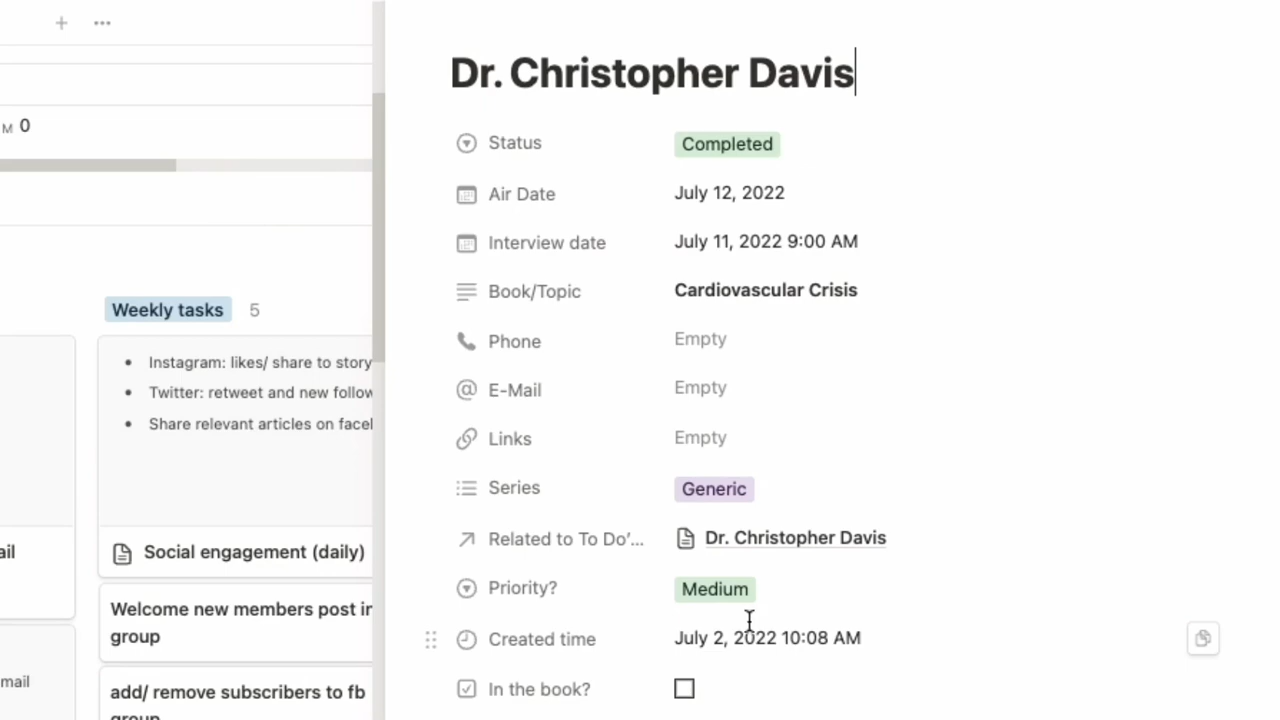 M 0
Weekly tasks 5
Instagram: likes/ share to story
Twitter: retweet and new follow
Share relevant articles on face
ail
Social engagement (daily)
Welcome new members post in
group
mail
add/ remove subscribers to fb
group
Dr. Christopher Davis
Status Completed
Air Date July 12, 2022
Interview date July 11, 2022 9:00 AM
Book/Topic Cardiovascular Crisis
Phone Empty
E-Mail Empty
Links Empty
Series Generic
Related to To Do'... Dr. Christopher Davis
Priority? Medium
Created time July 2, 2022 10:08 AM
In the book?